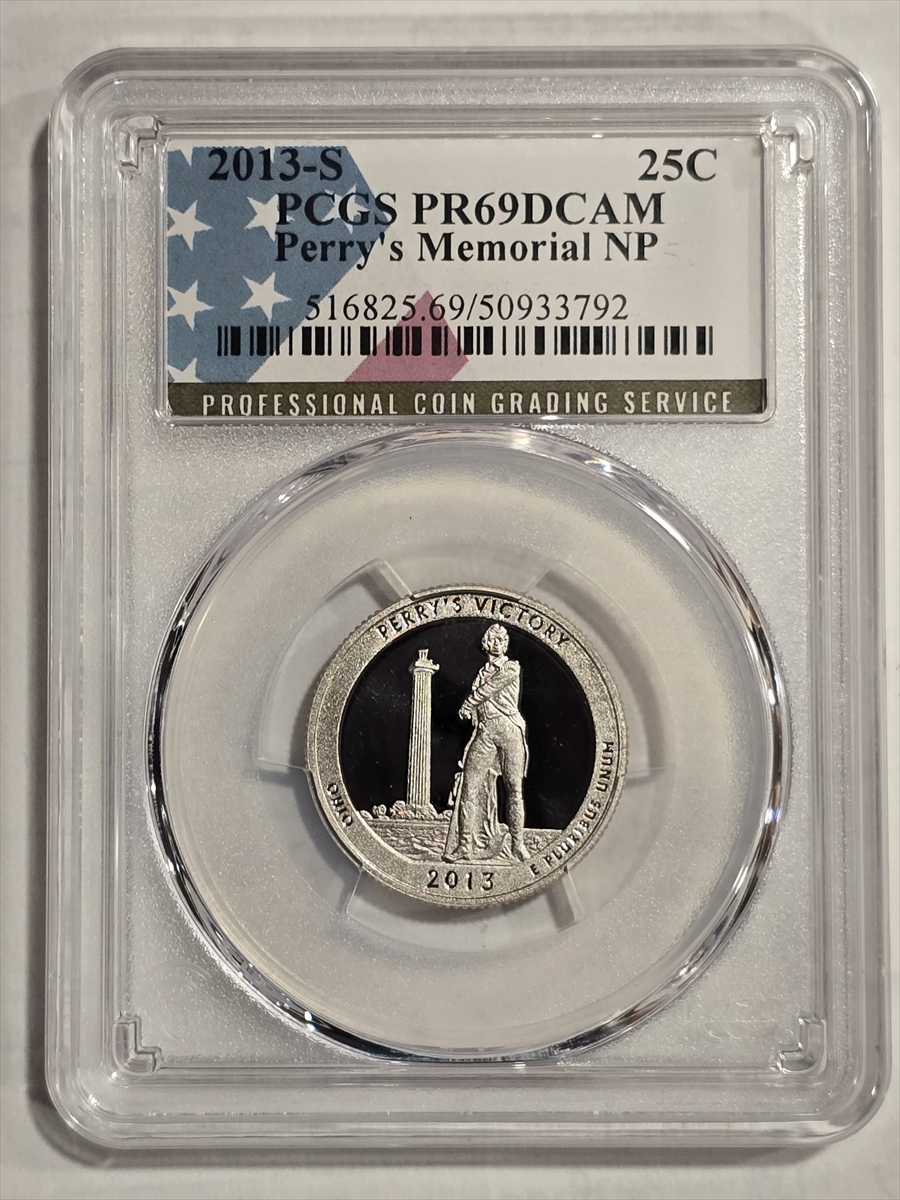 2013-S 25C
PCGS PR69DCAM
Perry's Memorial NP
516825.69/50933792
PROFESSIONAL COIN GRADING SERVICE
PERRY'S VICTORY
OHIO
E PLURIBUS UNUM
2013